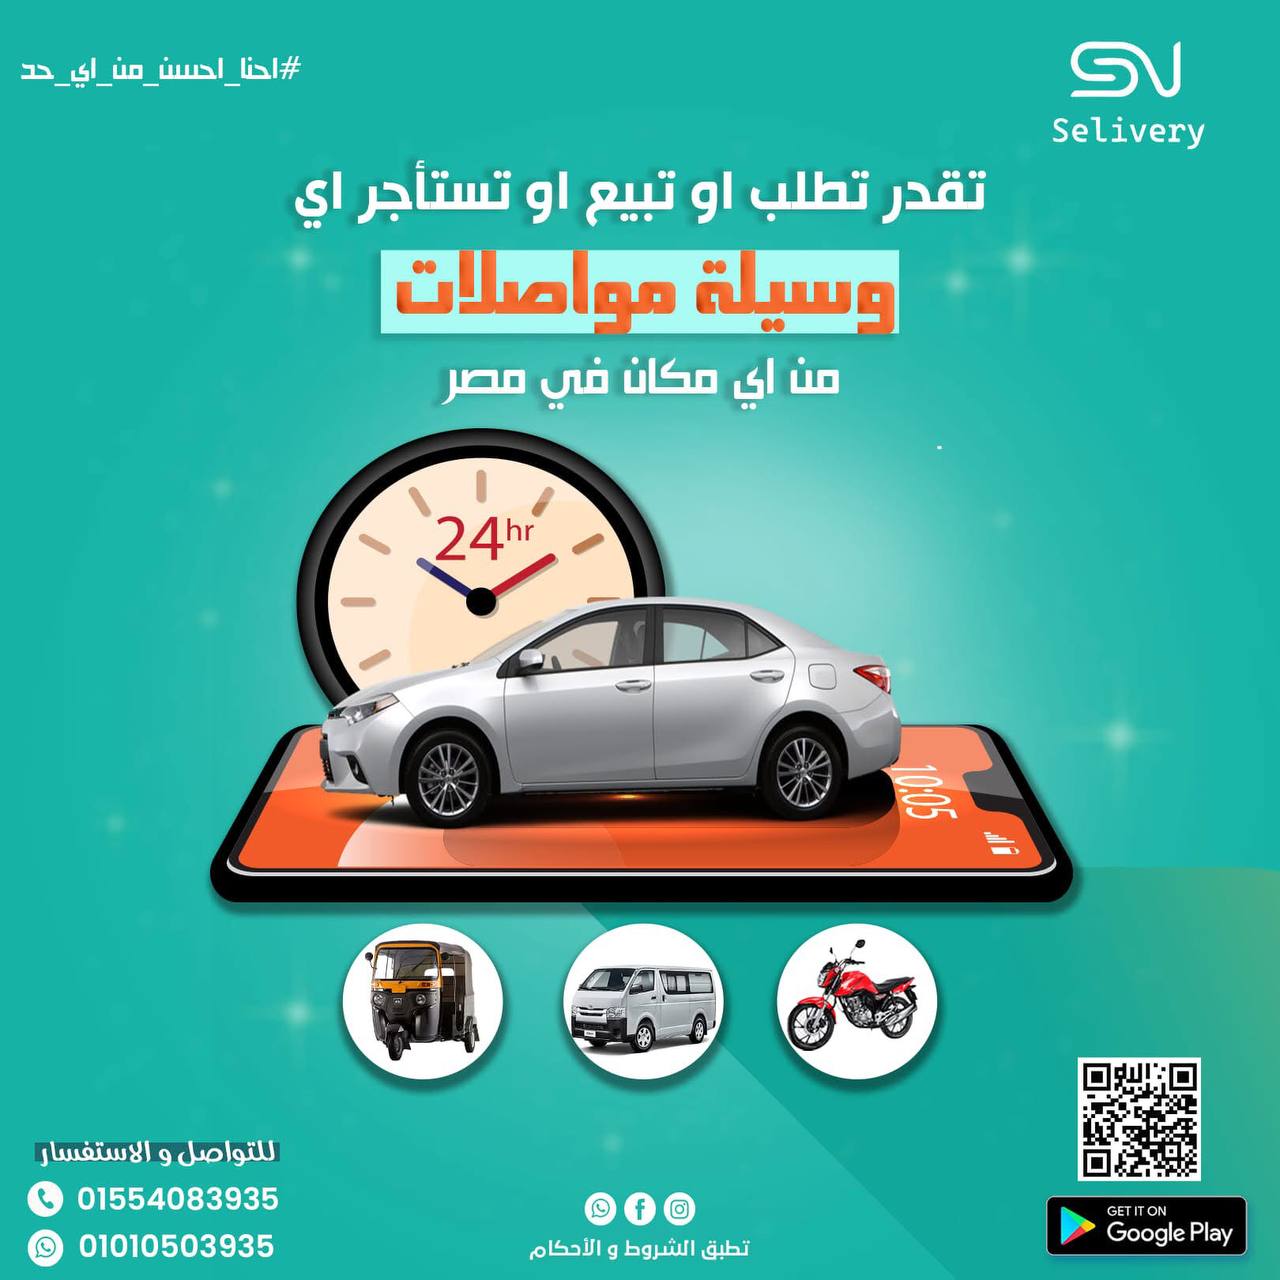 #احنا_احسن_من_اي_حد
SN
Selivery
تقدر تطلب او تبيع او تستأجر اي
وسيلة مواصلات
من اي مكان في مصر
24hr
10:05
للتواصل و الاستفسار
01554083935
01010503935
تطبق الشروط و الأحكام
GET IT ON
Google Play